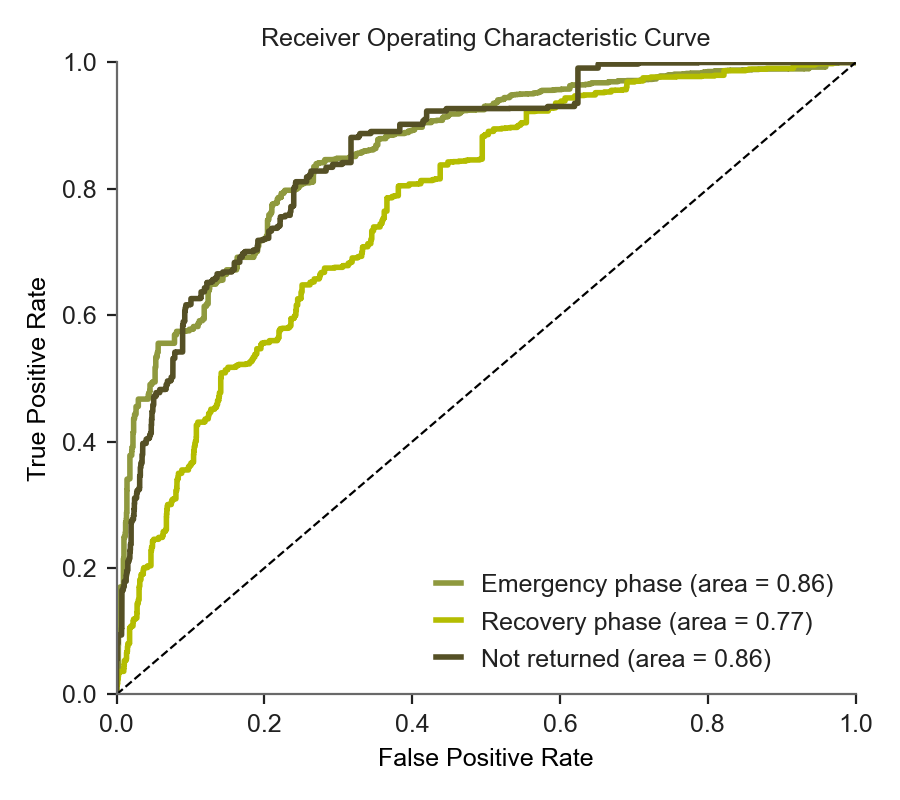 Receiver Operating Characteristic Curve
1.0
0.8
0.6
0.4
0.2
0.0
True Positive Rate
Emergency phase (area = 0.86)
Recovery phase (area = 0.77)
Not returned (area = 0.86)
0.0 0.2 0.4 0.6 0.8 1.0
False Positive Rate